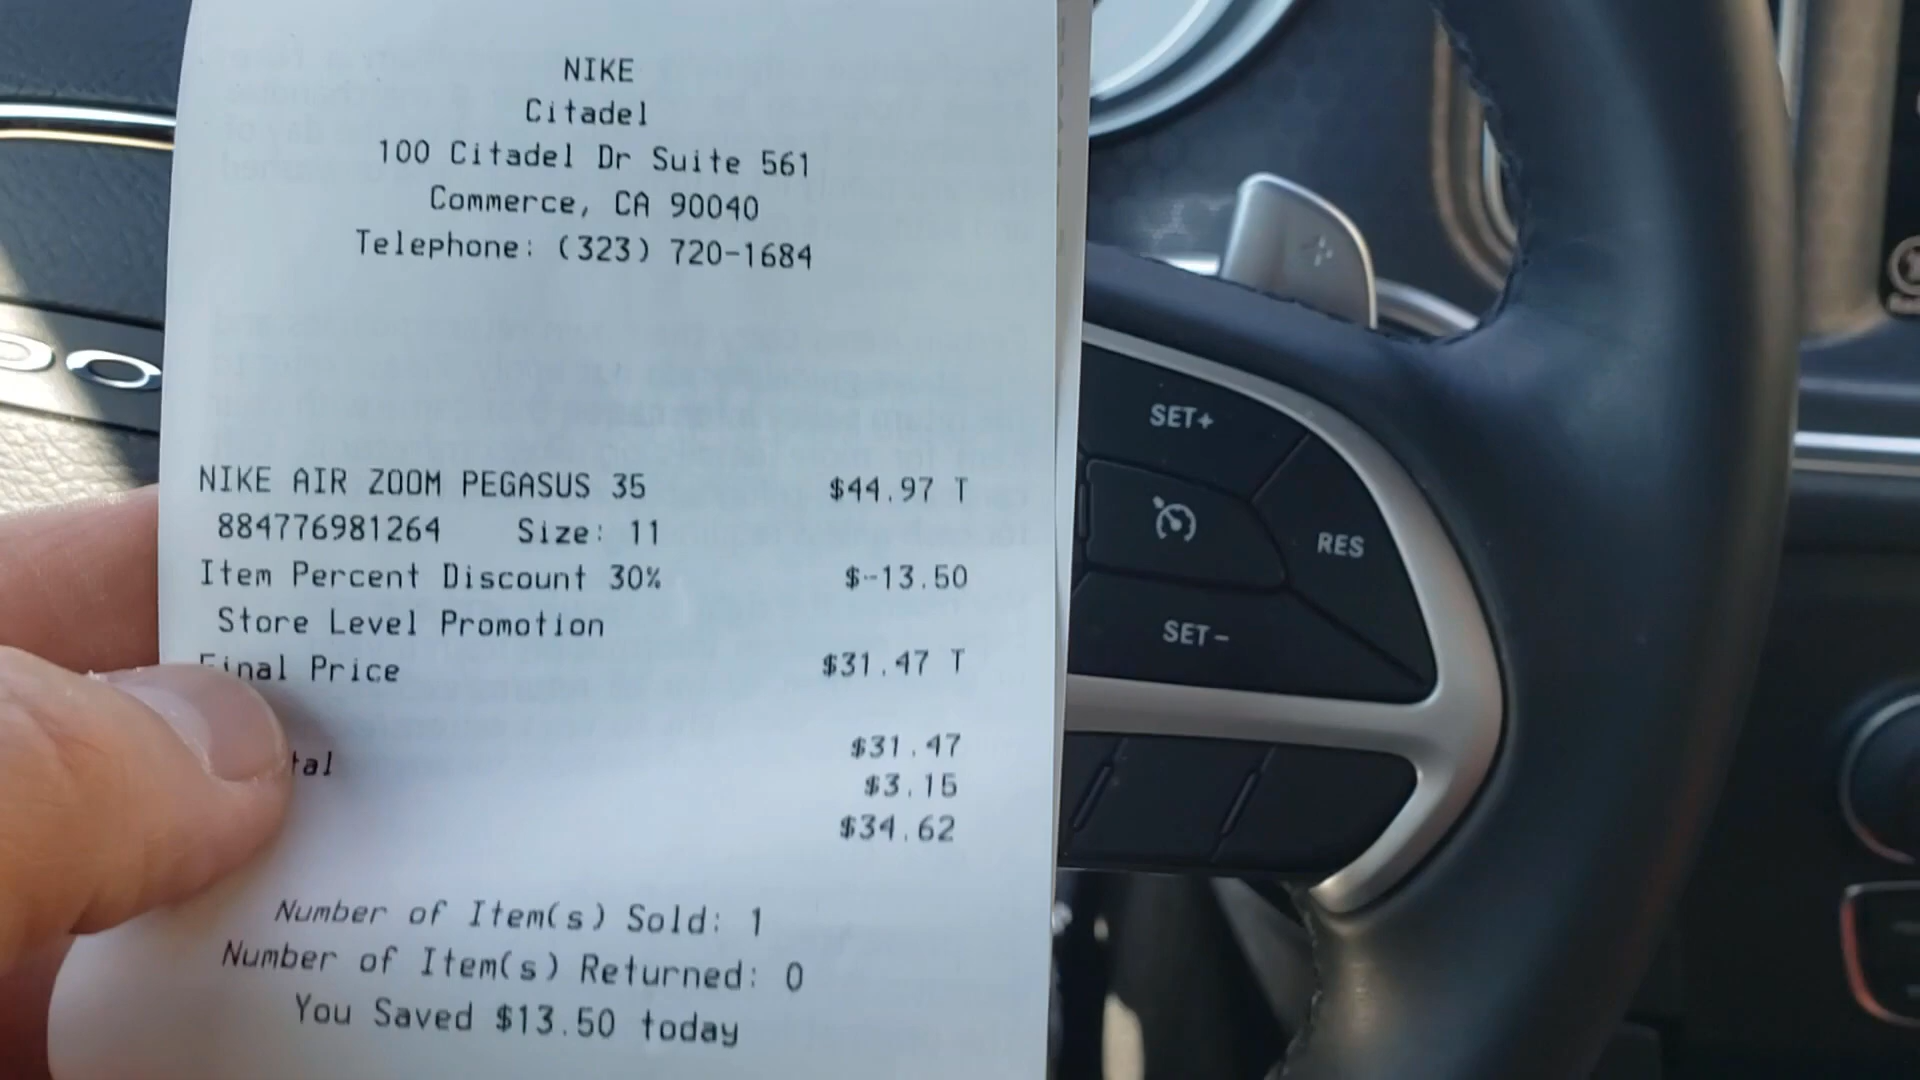 NIKE
Citadel
100 Citadel Dr Suite 561
Commerce, CA 90040
Telephone: (323) 720-1684
NIKE AIR ZOOM PEGASUS 35 $44.97 T
884776981264 Size: 11
Item Percent Discount 30% $-13.50
Store Level Promotion
Final Price $31.47 T
$31.47
tal
$3.15
$34.62
Number of Item(s) Sold: 1
Number of Item(s) Returned: 0
You Saved $13.50 today
SET+
RES
SET-